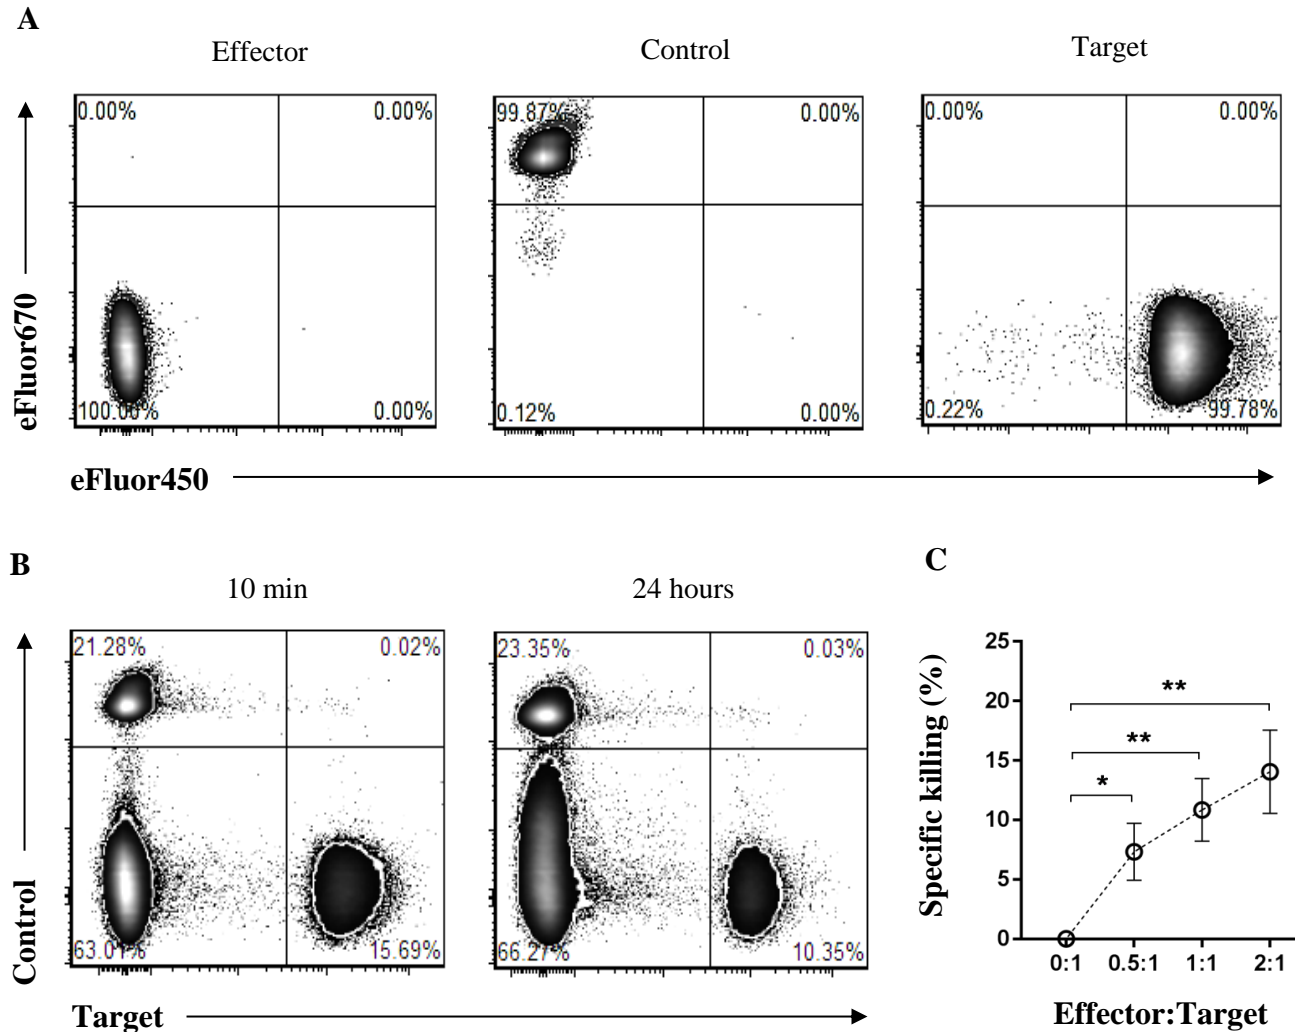 A
Effector
Control
Target
0.00% 0.00%
99.87% 0.00%
0.00% 0.00%
eFluor670
100.00% 0.00%
0.12% 0.00%
0.22% 99.78%
eFluor450
B
10 min
24 hours
21.28% 0.02%
23.35% 0.03%
Control
63.01% 15.69%
66.27% 10.35%
Target
C
Specific killing (%)
25
20
15
10
5
0
**
**
*
0:1 0.5:1 1:1 2:1
Effector:Target